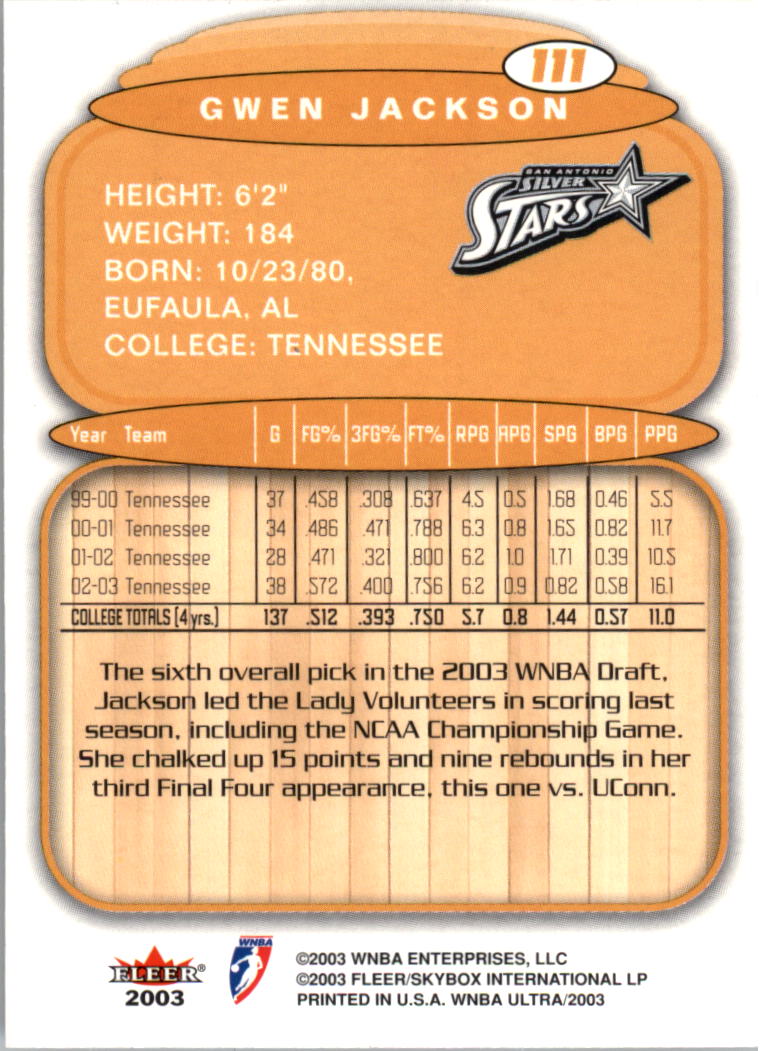 111
GWEN JACKSON
HEIGHT: 6'2"
WEIGHT: 184
BORN: 10/23/80,
EUFAULA, AL
COLLEGE: TENNESSEE
SAN ANTONIO
SILVER
STARS
Year Team G FG% 3FG% FT% RPG APG SPG BPG PPG
99-00 Tennessee 37 .458 .308 .637 4.5 0.5 1.68 0.46 5.5
00-01 Tennessee 34 .486 .471 .788 6.3 0.8 1.65 0.82 11.7
01-02 Tennessee 28 .471 .321 .800 6.2 1.0 1.71 0.39 10.5
02-03 Tennessee 38 .572 .400 .756 6.2 0.9 0.82 0.58 16.1
COLLEGE TOTALS (4 yrs.) 137 .512 .393 .750 5.7 0.8 1.44 0.57 11.0
The sixth overall pick in the 2003 WNBA Draft,
Jackson led the Lady Volunteers in scoring last
season, including the NCAA Championship Game.
She chalked up 15 points and nine rebounds in her
third Final Four appearance, this one vs. UConn.
FLEER®
2003
WNBA
©2003 WNBA ENTERPRISES, LLC
©2003 FLEER/SKYBOX INTERNATIONAL LP
PRINTED IN U.S.A. WNBA ULTRA/2003